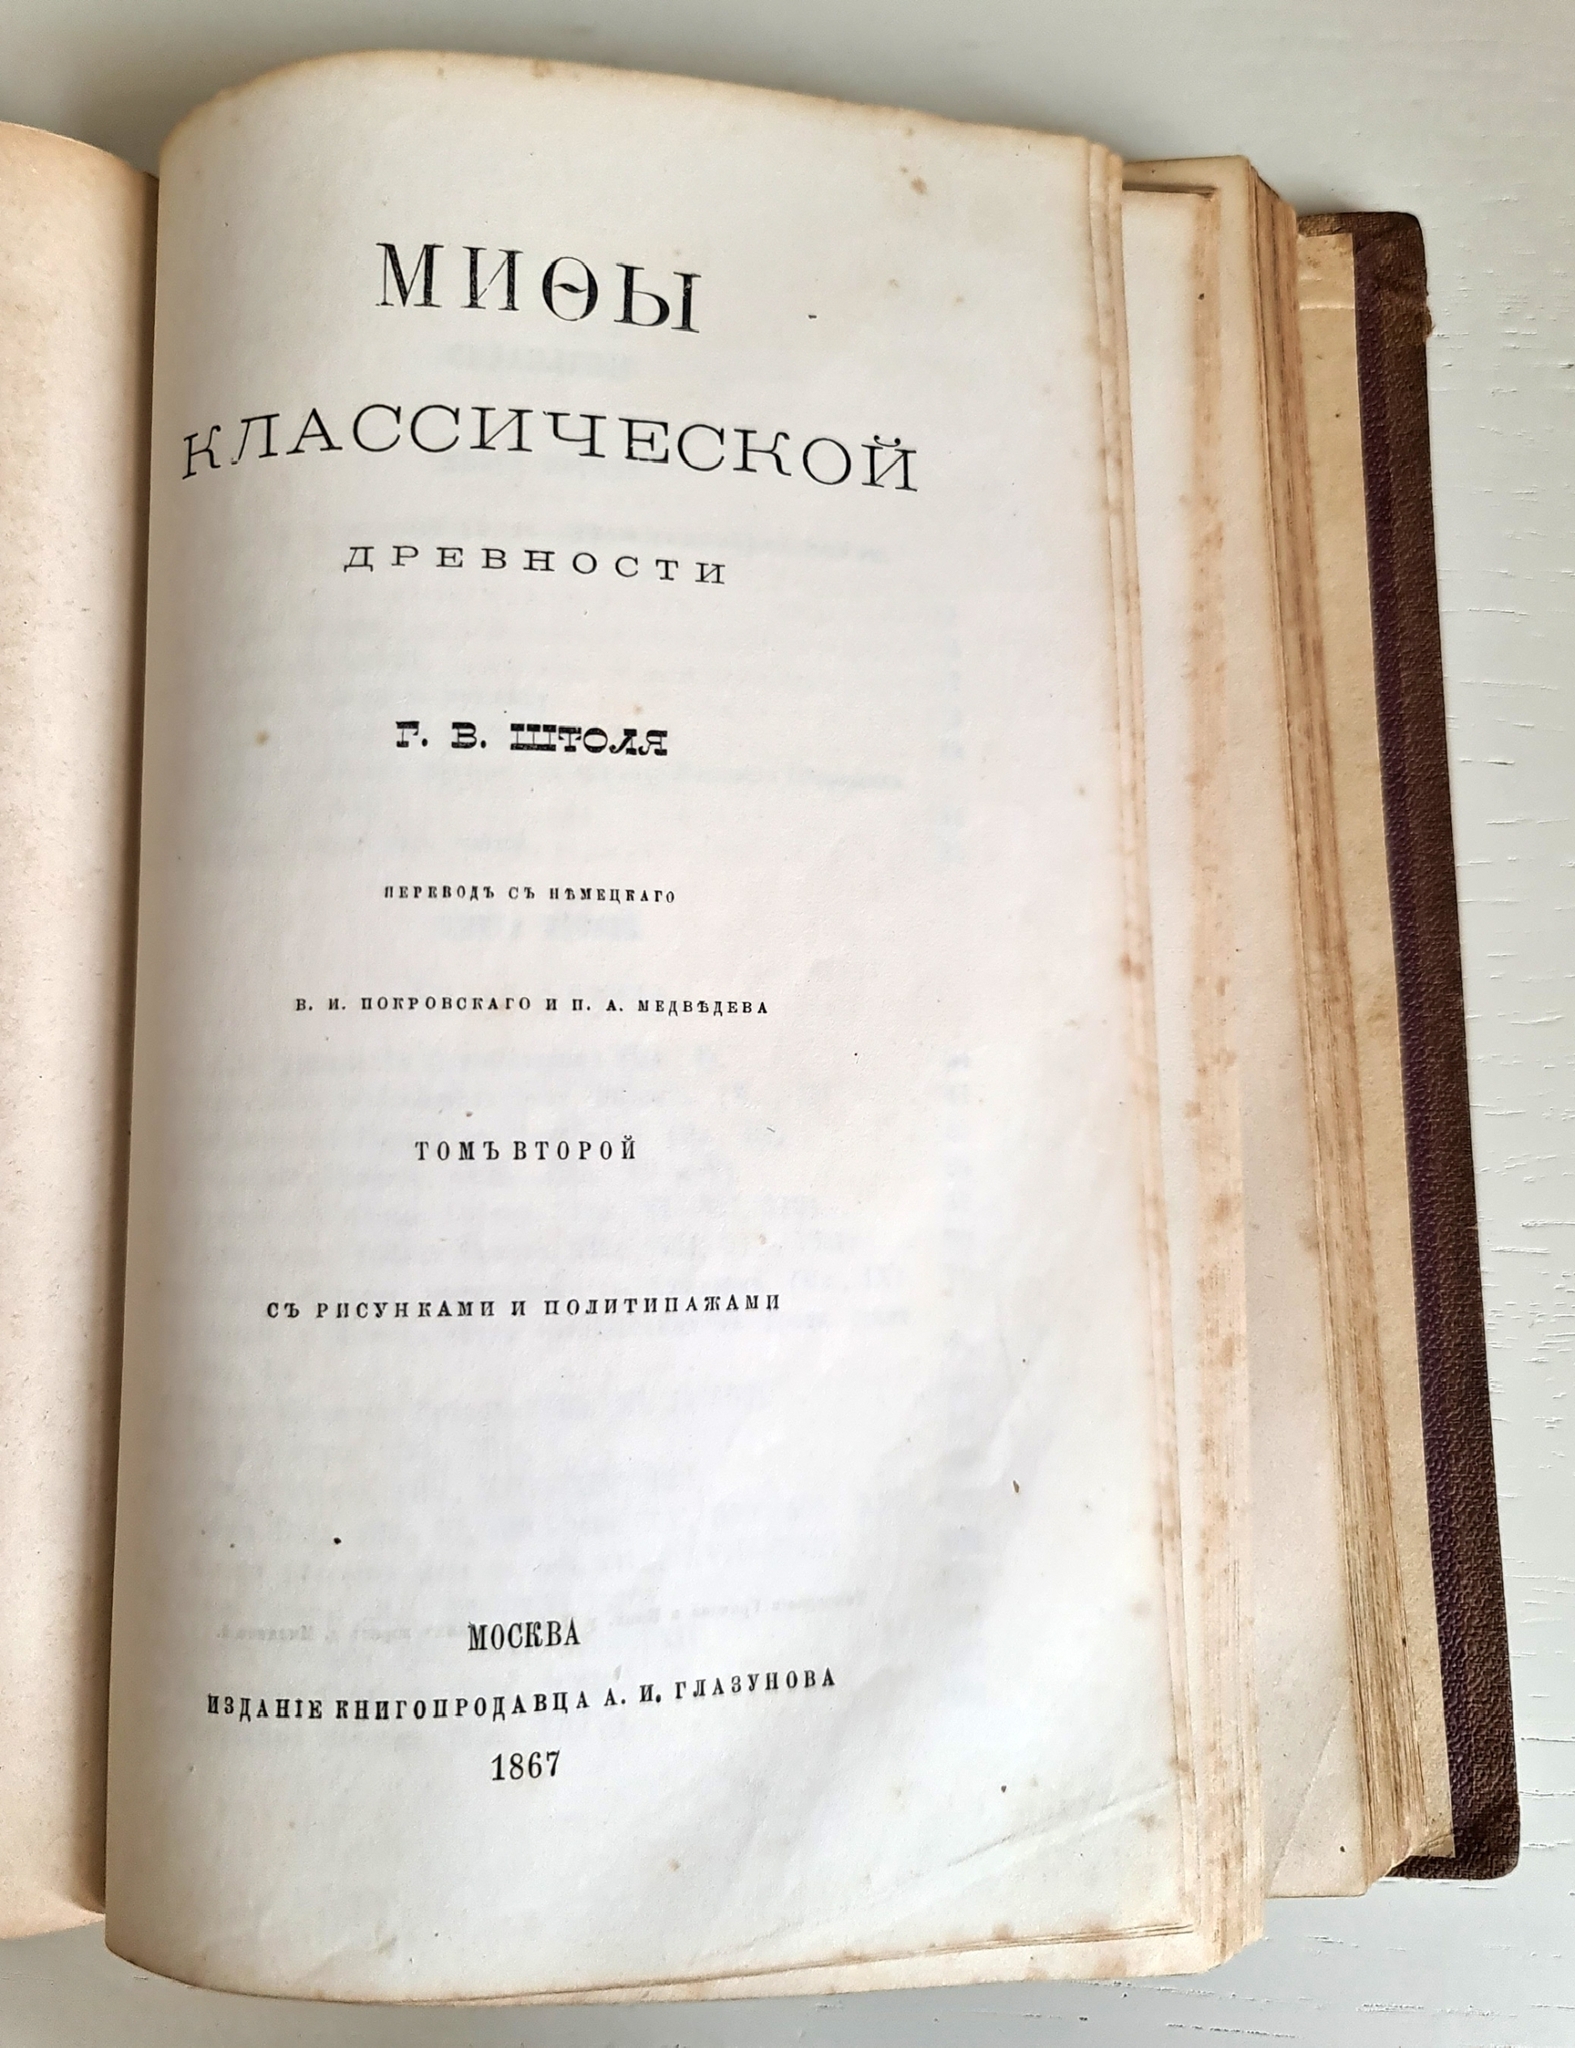 МИѲЫ
КЛАССИЧЕСКОЙ
ДРЕВНОСТИ
Г. В. ШТОЛЯ
ПЕРЕВОДЪ СЪ НѢМЕЦКАГО
В. И. ПОКРОВСКАГО И П. А. МЕДВѢДЕВА
ТОМЪ ВТОРОЙ
СЪ РИСУНКАМИ И ПОЛИТИПАЖАМИ
МОСКВА
ИЗДАНІЕ КНИГОПРОДАВЦА А. И. ГЛАЗУНОВА
1867